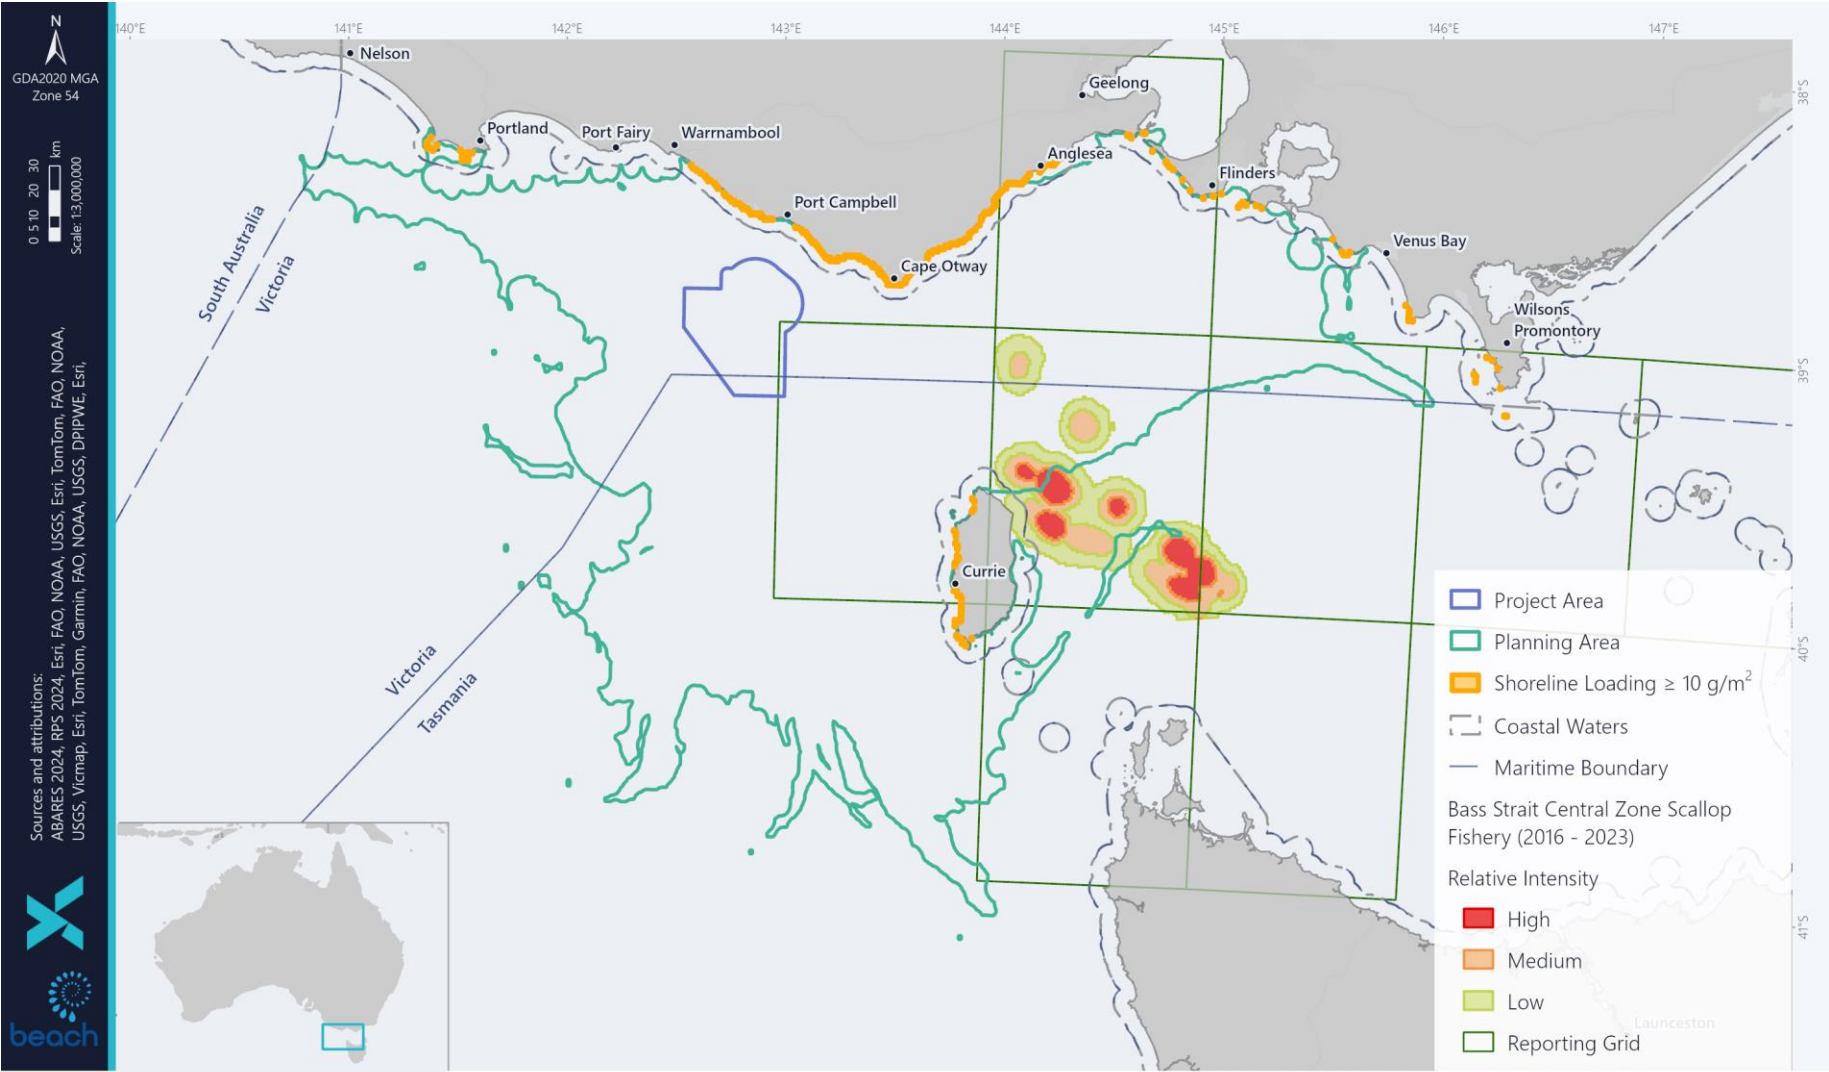 N
GDA2020 MGA
Zone 54
0 5 10 20 30 km
Scale: 1:3,000,000
Sources and attributions:
ABARES 2024, RPS 2024, Esri, FAO, NOAA, USGS, Esri, TomTom, FAO, NOAA,
USGS, Vicmap, Esri, TomTom, Garmin, FAO, NOAA, USGS, DPIPWE, Esri,
beach
140°E
141°E
142°E
143°E
144°E
145°E
146°E
147°E
38°S
39°S
40°S
41°S
Nelson
Geelong
Portland
Port Fairy
Warrnambool
Anglesea
Flinders
Port Campbell
Venus Bay
Cape Otway
Wilsons
Promontory
South Australia
Victoria
Currie
Victoria
Tasmania
Launceston
Project Area
Planning Area
Shoreline Loading ≥ 10 g/m²
Coastal Waters
Maritime Boundary
Bass Strait Central Zone Scallop
Fishery (2016 - 2023)
Relative Intensity
High
Medium
Low
Reporting Grid